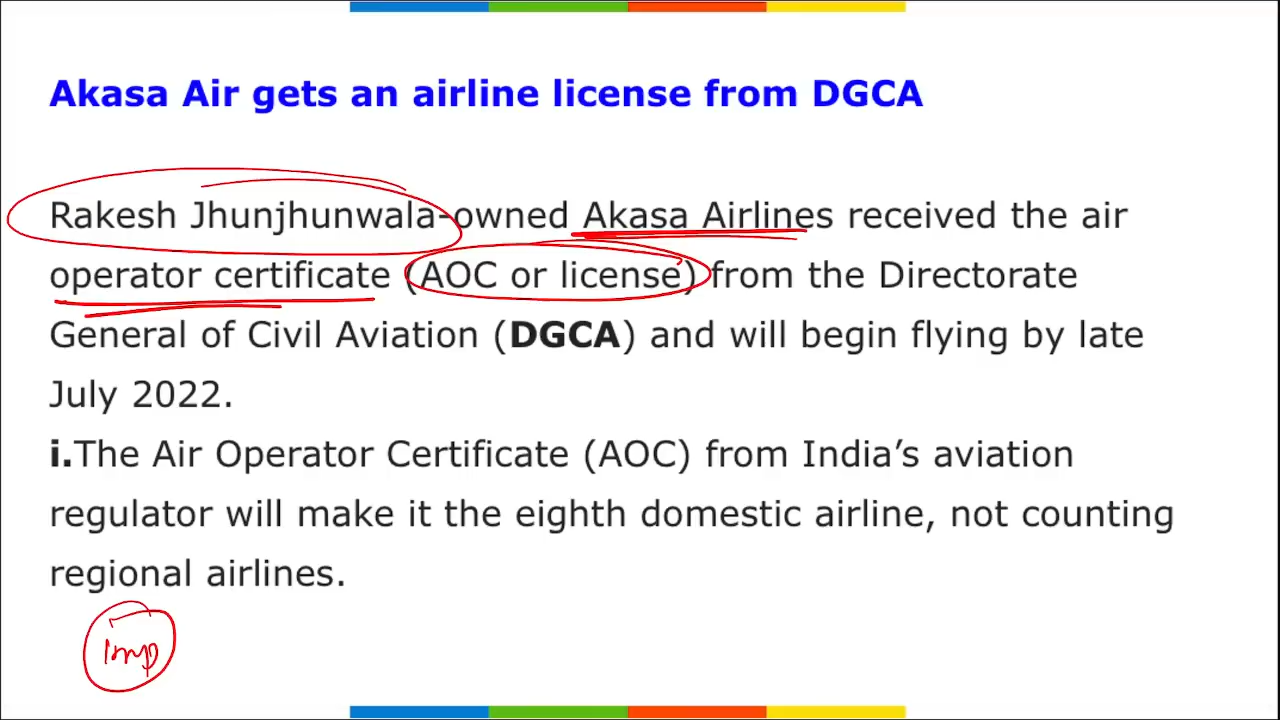 Akasa Air gets an airline license from DGCA
Rakesh Jhunjhunwala-owned Akasa Airlines received the air
operator certificate (AOC or license) from the Directorate
General of Civil Aviation (DGCA) and will begin flying by late
July 2022.
i.The Air Operator Certificate (AOC) from India’s aviation
regulator will make it the eighth domestic airline, not counting
regional airlines.
imp